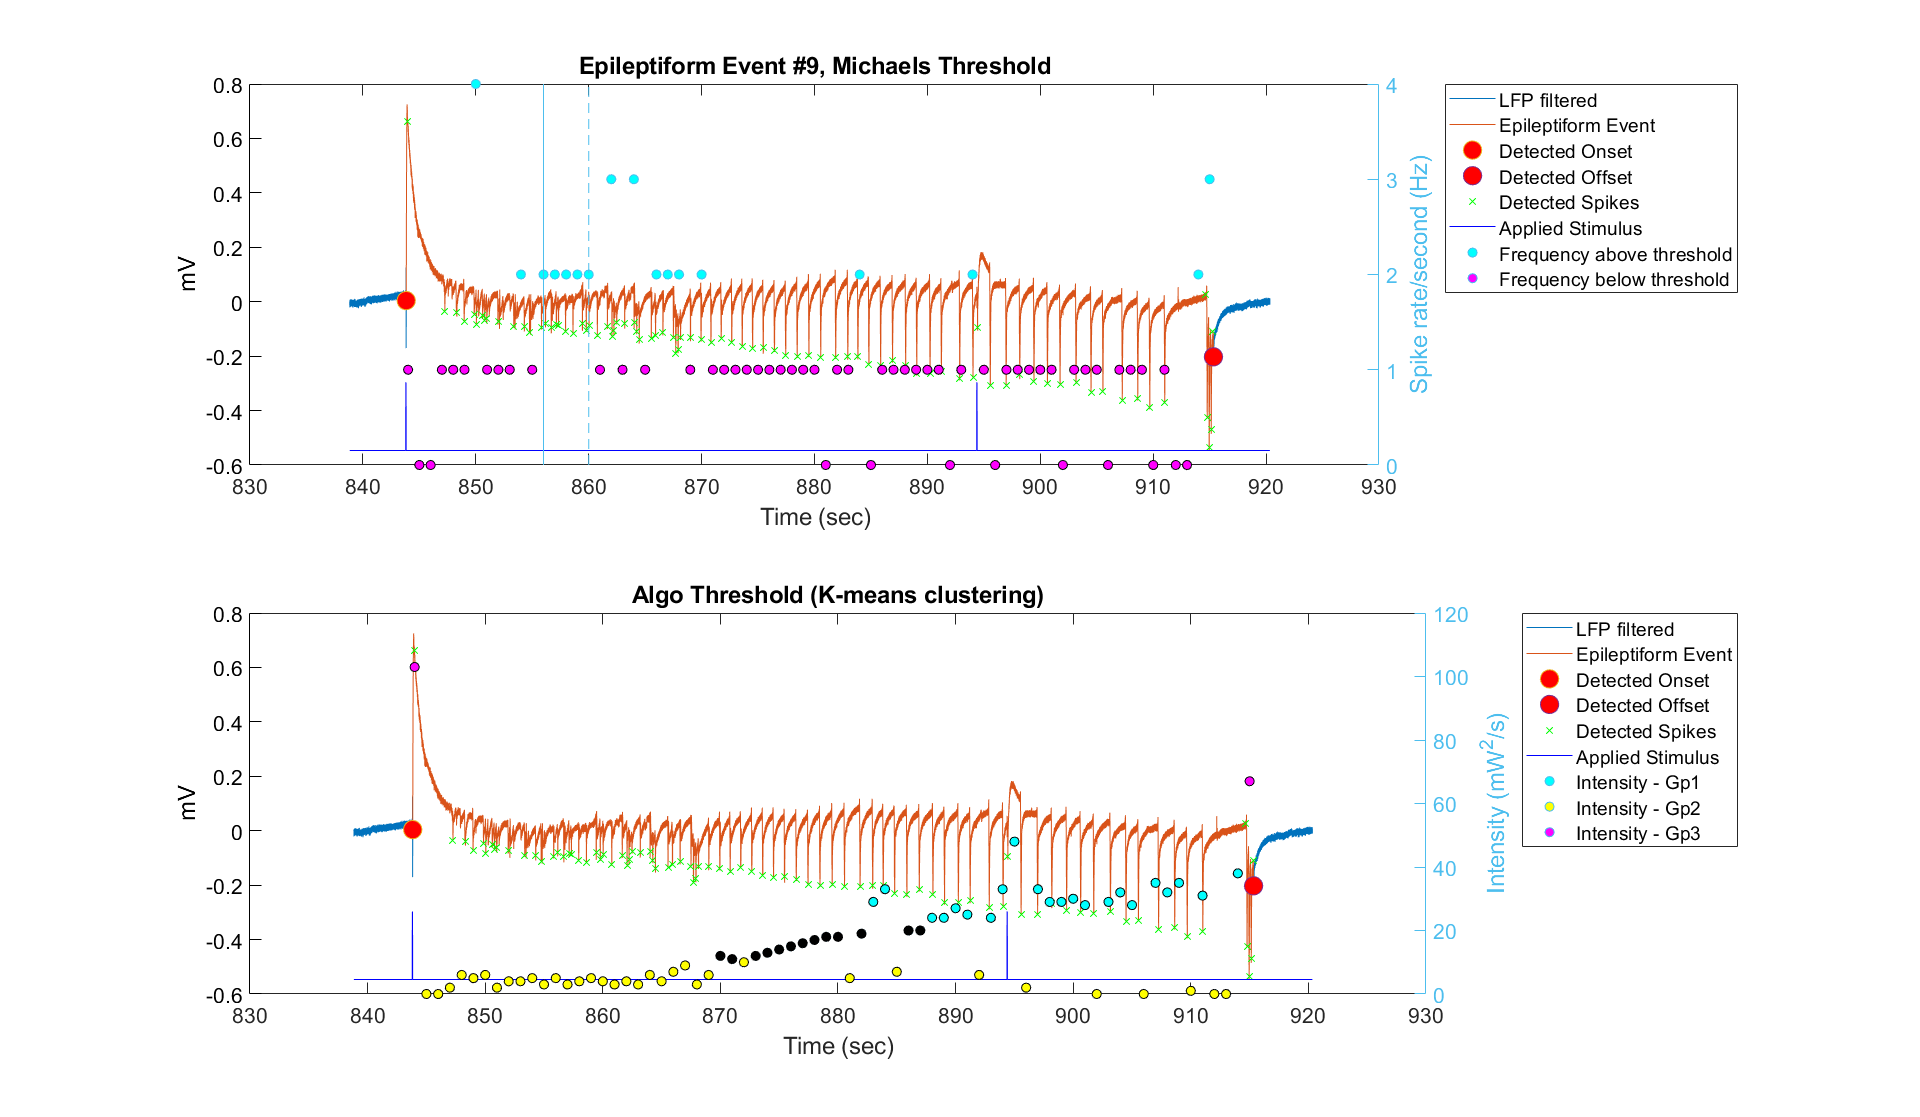 Epileptiform Event #9, Michaels Threshold
0.8
0.6
0.4
0.2
0
-0.2
-0.4
-0.6
mV
830 840 850 860 870 880 890 900 910 920 930
Time (sec)
4
3
2
1
0
Spike rate/second (Hz)
LFP filtered
Epileptiform Event
Detected Onset
Detected Offset
Detected Spikes
Applied Stimulus
Frequency above threshold
Frequency below threshold
Algo Threshold (K-means clustering)
0.8
0.6
0.4
0.2
0
-0.2
-0.4
-0.6
mV
830 840 850 860 870 880 890 900 910 920 930
Time (sec)
120
100
80
60
40
20
0
Intensity (mW²/s)
LFP filtered
Epileptiform Event
Detected Onset
Detected Offset
Detected Spikes
Applied Stimulus
Intensity - Gp1
Intensity - Gp2
Intensity - Gp3